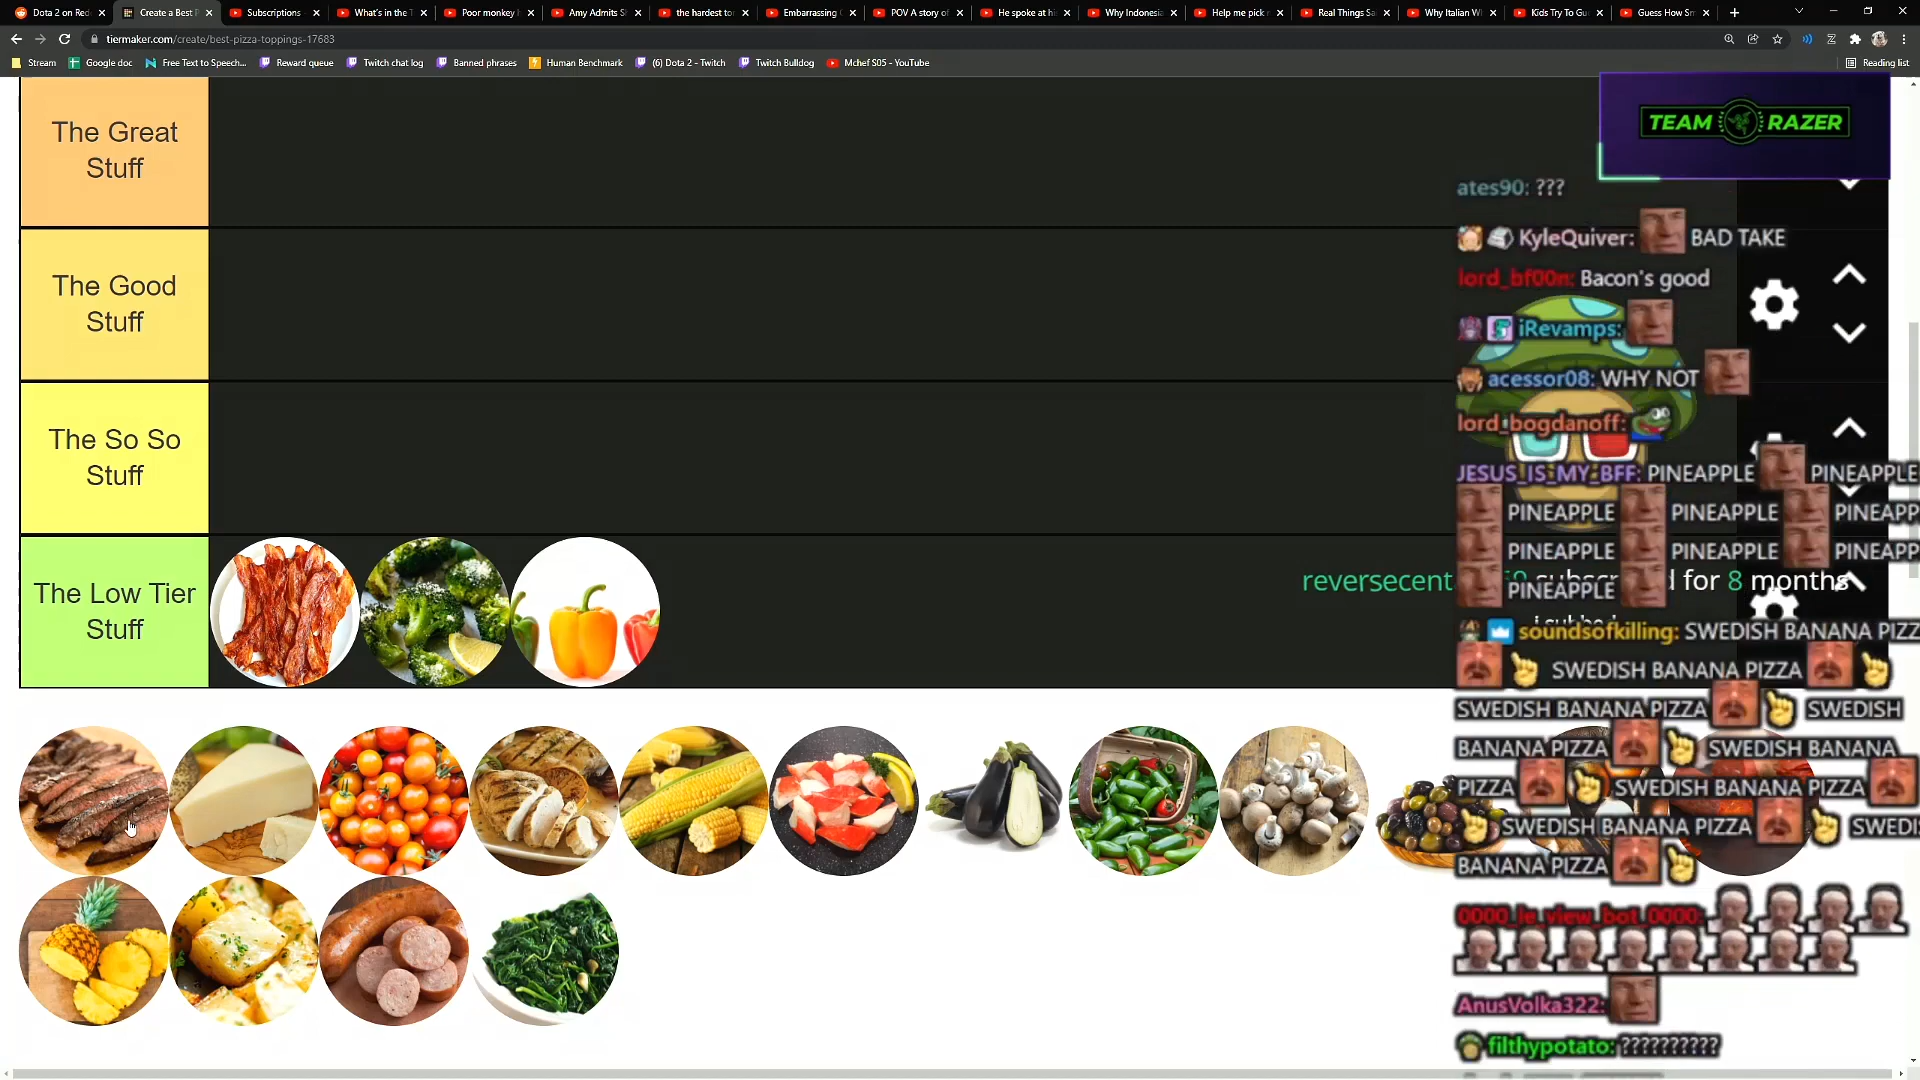 Dota 2 on Red
Create a Best P
Subscriptions
What's in the T
Poor monkey
Amy Admits S
the hardest to
Embarrassing
POV A story of
He spoke at hi
Why Indonesia
Help me pick
Real Things Sa
Why Italian W
Kids Try To Gu
Guess How Sm
tiermaker.com/create/best-pizza-toppings-17683
Stream
Google doc
Free Text to Speech...
Reward queue
Twitch chat log
Banned phrases
Human Benchmark
(6) Dota 2 - Twitch
Twitch Bulldog
Mchef S05 - YouTube
Reading list
TEAM RAZER
The Great
Stuff
The Good
Stuff
The So So
Stuff
The Low Tier
Stuff
ates90: ???
KyleQuiver: BAD TAKE
lord_bf00n: Bacon's good
iRevamps:
acessor08: WHY NOT
lord_bogdanoff:
JESUS_IS_MY_BFF: PINEAPPLE PINEAPPLE
PINEAPPLE PINEAPPLE PINEAPP
PINEAPPLE PINEAPPLE PINEAPP
PINEAPPLE
reversecent
for 8 months
soundsofkilling: SWEDISH BANANA PIZZ
SWEDISH BANANA PIZZA
SWEDISH BANANA PIZZA SWEDISH
BANANA PIZZA SWEDISH BANANA
PIZZA SWEDISH BANANA PIZZA
SWEDISH BANANA PIZZA SWEDI
BANANA PIZZA
0000_le_view_bot_0000:
AnusVolka322:
filthypotato: ??????????